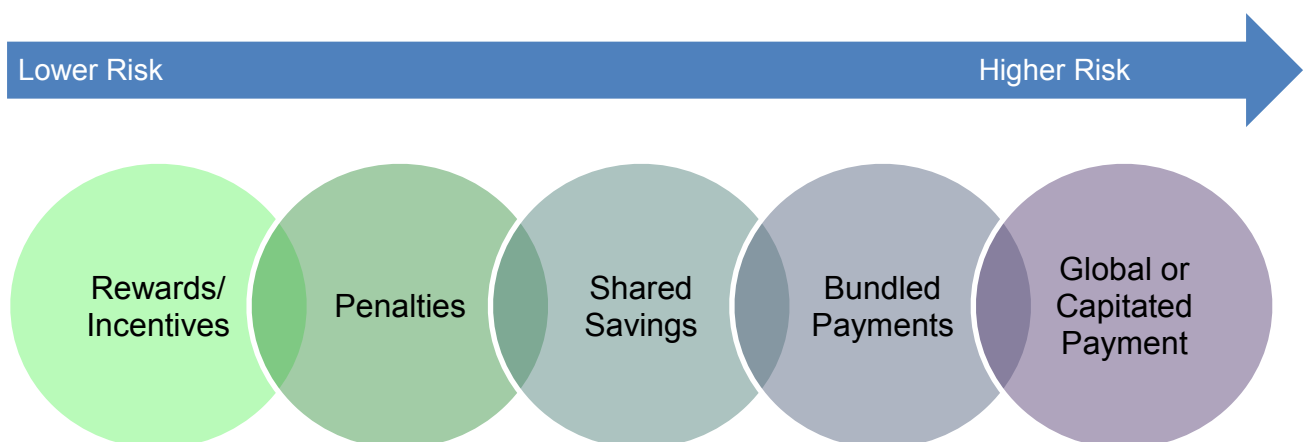 Lower Risk
Higher Risk
Rewards/
Incentives
Penalties
Shared
Savings
Bundled
Payments
Global or
Capitated
Payment